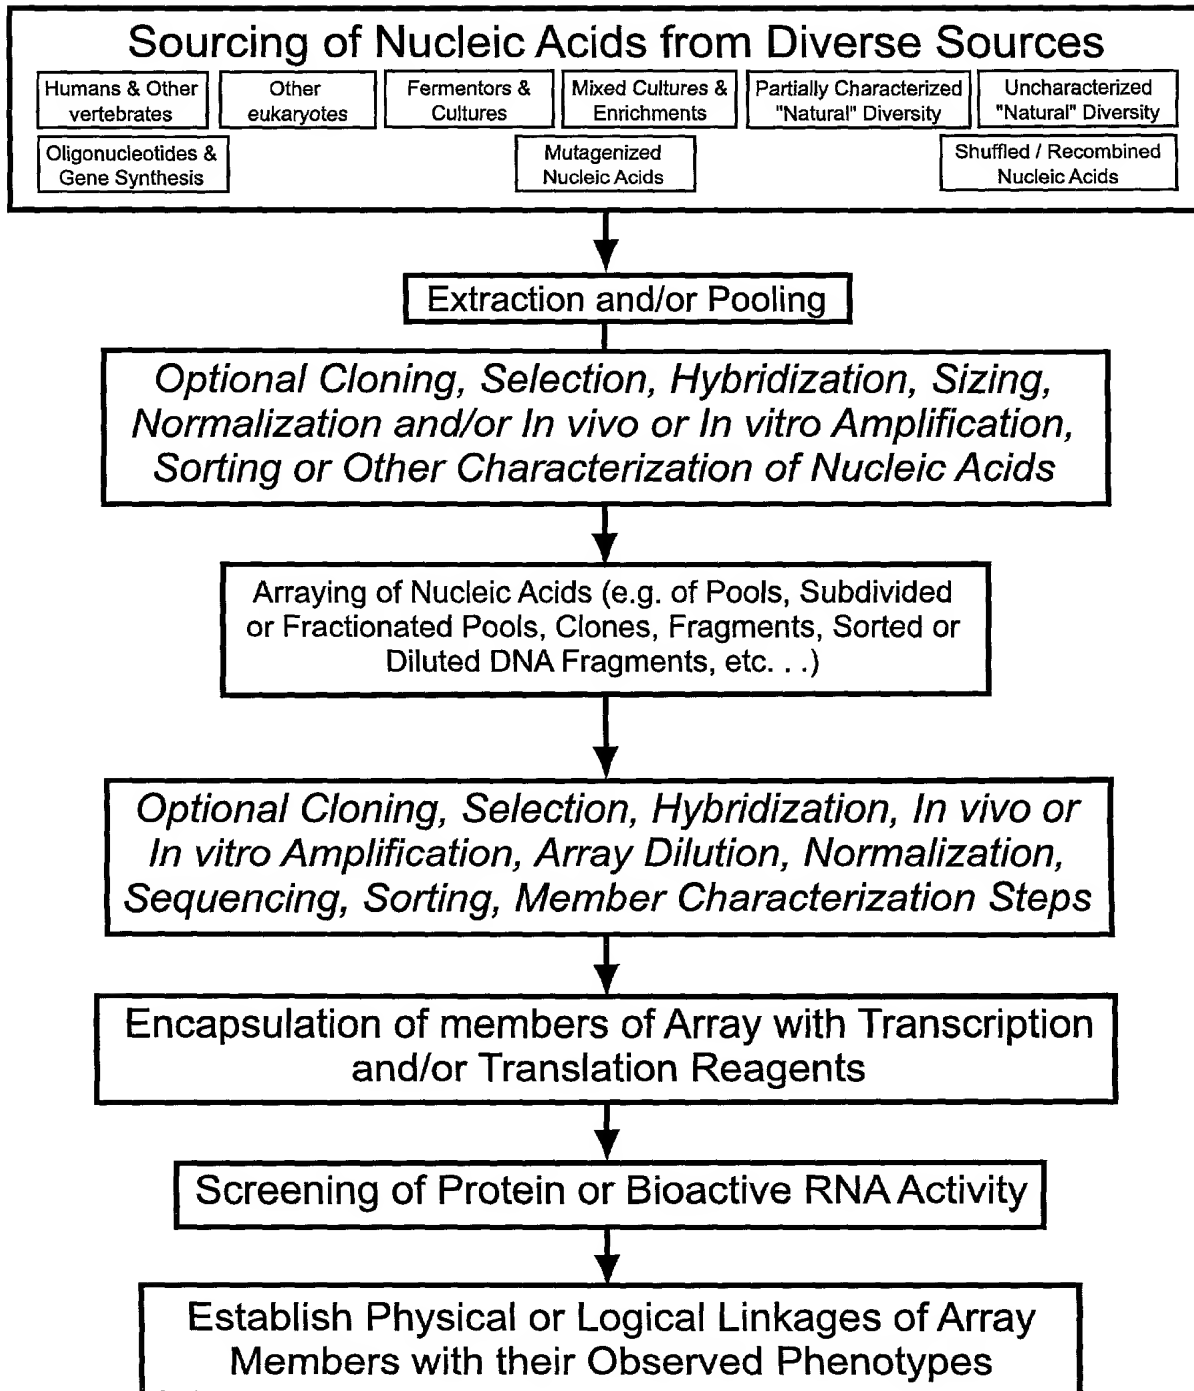 Sourcing of Nucleic Acids from Diverse Sources
Humans & Other
vertebrates
Other
eukaryotes
Fermentors &
Cultures
Mixed Cultures &
Enrichments
Partially Characterized
"Natural" Diversity
Uncharacterized
"Natural" Diversity
Oligonucleotides &
Gene Synthesis
Mutagenized
Nucleic Acids
Shuffled / Recombined
Nucleic Acids
Extraction and/or Pooling
Optional Cloning, Selection, Hybridization, Sizing,
Normalization and/or In vivo or In vitro Amplification,
Sorting or Other Characterization of Nucleic Acids
Arraying of Nucleic Acids (e.g. of Pools, Subdivided
or Fractionated Pools, Clones, Fragments, Sorted or
Diluted DNA Fragments, etc. . .)
Optional Cloning, Selection, Hybridization, In vivo or
In vitro Amplification, Array Dilution, Normalization,
Sequencing, Sorting, Member Characterization Steps
Encapsulation of members of Array with Transcription
and/or Translation Reagents
Screening of Protein or Bioactive RNA Activity
Establish Physical or Logical Linkages of Array
Members with their Observed Phenotypes